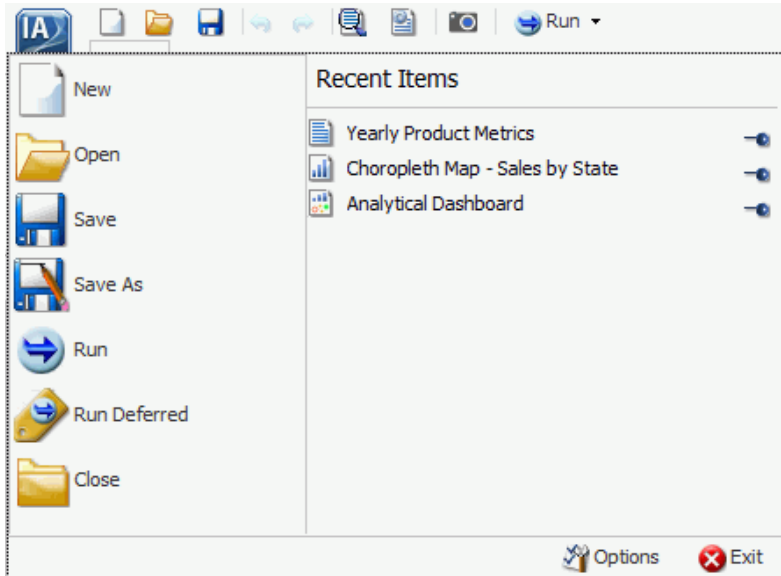 IA
Run
New
Open
Save
Save As
Run
Run Deferred
Close
Recent Items
Yearly Product Metrics
Choropleth Map - Sales by State
Analytical Dashboard
Options
Exit